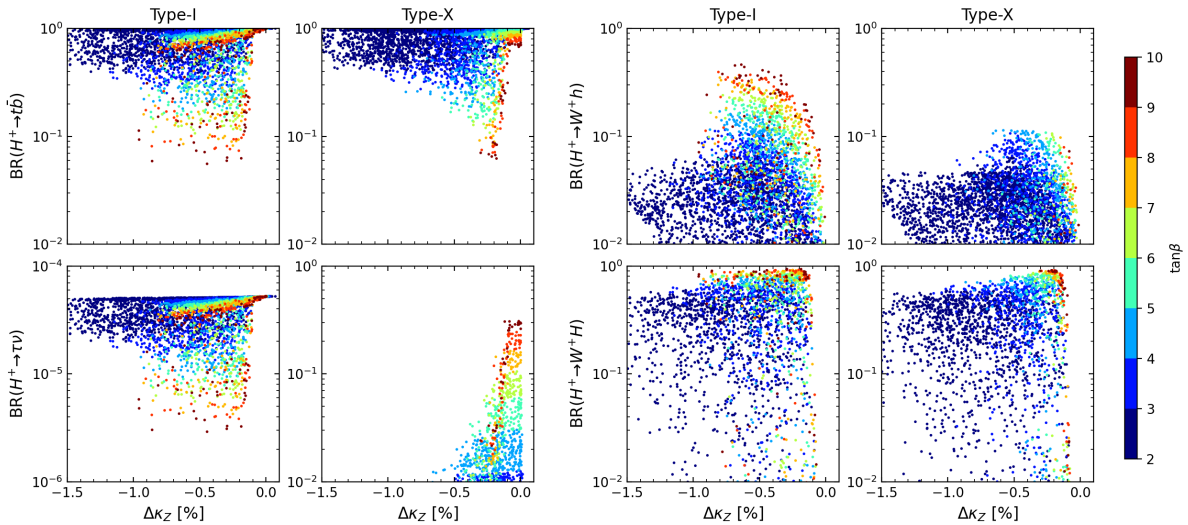 Type-I
Type-X
Type-I
Type-X
BR(H⁺→tb̄)
10⁰
10⁻¹
10⁻²
10⁰
10⁻¹
10⁻²
BR(H⁺→W⁺h)
10⁰
10⁻¹
10⁻²
10⁰
10⁻¹
10⁻²
BR(H⁺→τν)
10⁻⁴
10⁻⁵
10⁻⁶
10⁰
10⁻¹
10⁻²
BR(H⁺→W⁺H)
10⁰
10⁻¹
10⁻²
10⁰
10⁻¹
10⁻²
−1.5 −1.0 −0.5 0.0
−1.5 −1.0 −0.5 0.0
−1.5 −1.0 −0.5 0.0
−1.5 −1.0 −0.5 0.0
Δκ_Z [%]
Δκ_Z [%]
Δκ_Z [%]
Δκ_Z [%]
10
9
8
7
6
5
4
3
2
tanβ